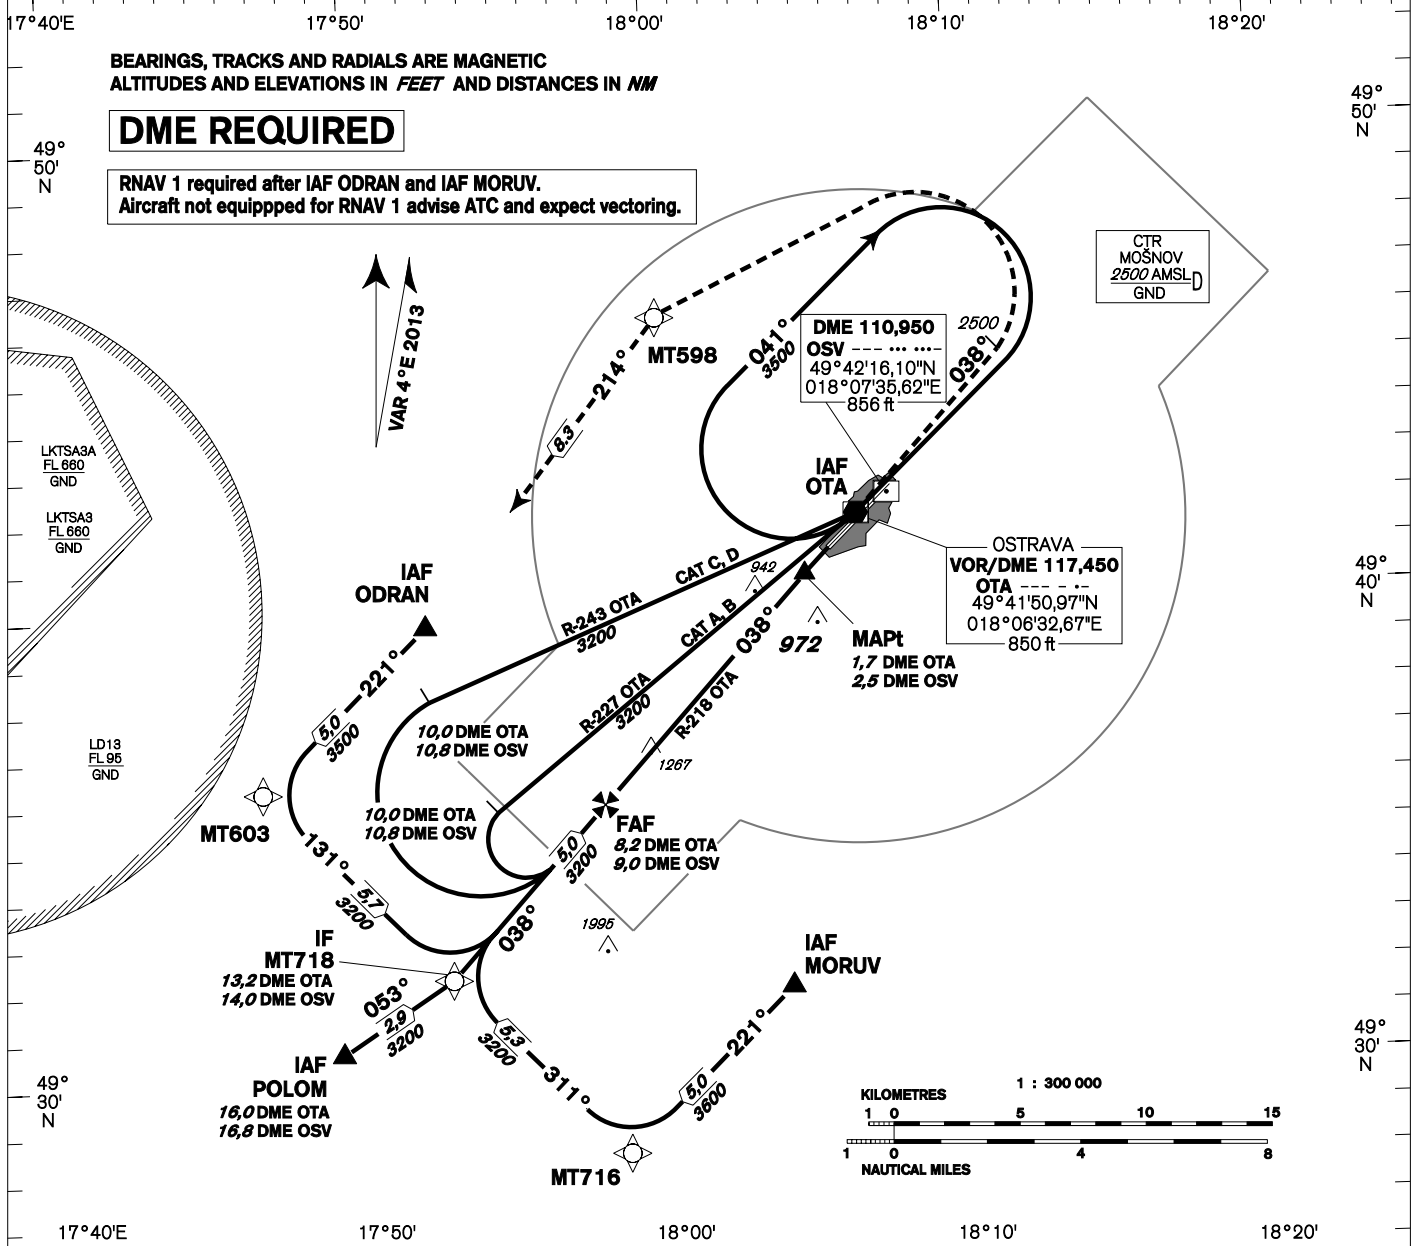 17°40'E 17°50' 18°00' 18°10' 18°20'
BEARINGS, TRACKS AND RADIALS ARE MAGNETIC
ALTITUDES AND ELEVATIONS IN FEET AND DISTANCES IN NM
DME REQUIRED
RNAV 1 required after IAF ODRAN and IAF MORUV.
Aircraft not equippped for RNAV 1 advise ATC and expect vectoring.
49°
50'
N
49°
50'
N
VAR 4°E 2013
CTR
MOŠNOV
2500 AMSL
GND
D
MT598
214°
8.3
041°
3500
DME 110,950
OSV --- ... ...-
49°42'16,10"N
018°07'35,62"E
856 ft
2500
038°
LKTSA3A
FL 660
GND
LKTSA3
FL 660
GND
IAF
OTA
OSTRAVA
VOR/DME 117,450
OTA --- - .-
49°41'50,97"N
018°06'32,67"E
850 ft
49°
40'
N
IAF
ODRAN
221°
5,0
3500
CAT C, D
R-243 OTA
3200
942
CAT A, B
R-227 OTA
3200
038°
R-218 OTA
972
MAPt
1,7 DME OTA
2,5 DME OSV
10,0 DME OTA
10,8 DME OSV
1267
LD13
FL 95
GND
MT603
10,0 DME OTA
10,8 DME OSV
FAF
8,2 DME OTA
9,0 DME OSV
5,0
3200
131°
5,7
3200
038°
1995
IF
MT718
13,2 DME OTA
14,0 DME OSV
053°
2,9
3200
IAF
POLOM
16,0 DME OTA
16,8 DME OSV
IAF
MORUV
221°
5,0
3600
5,3
3200
311°
MT716
49°
30'
N
49°
30'
N
1 : 300 000
KILOMETRES
1 0 5 10 15
1 0 4 8
NAUTICAL MILES
17°40'E 17°50' 18°00' 18°10' 18°20'